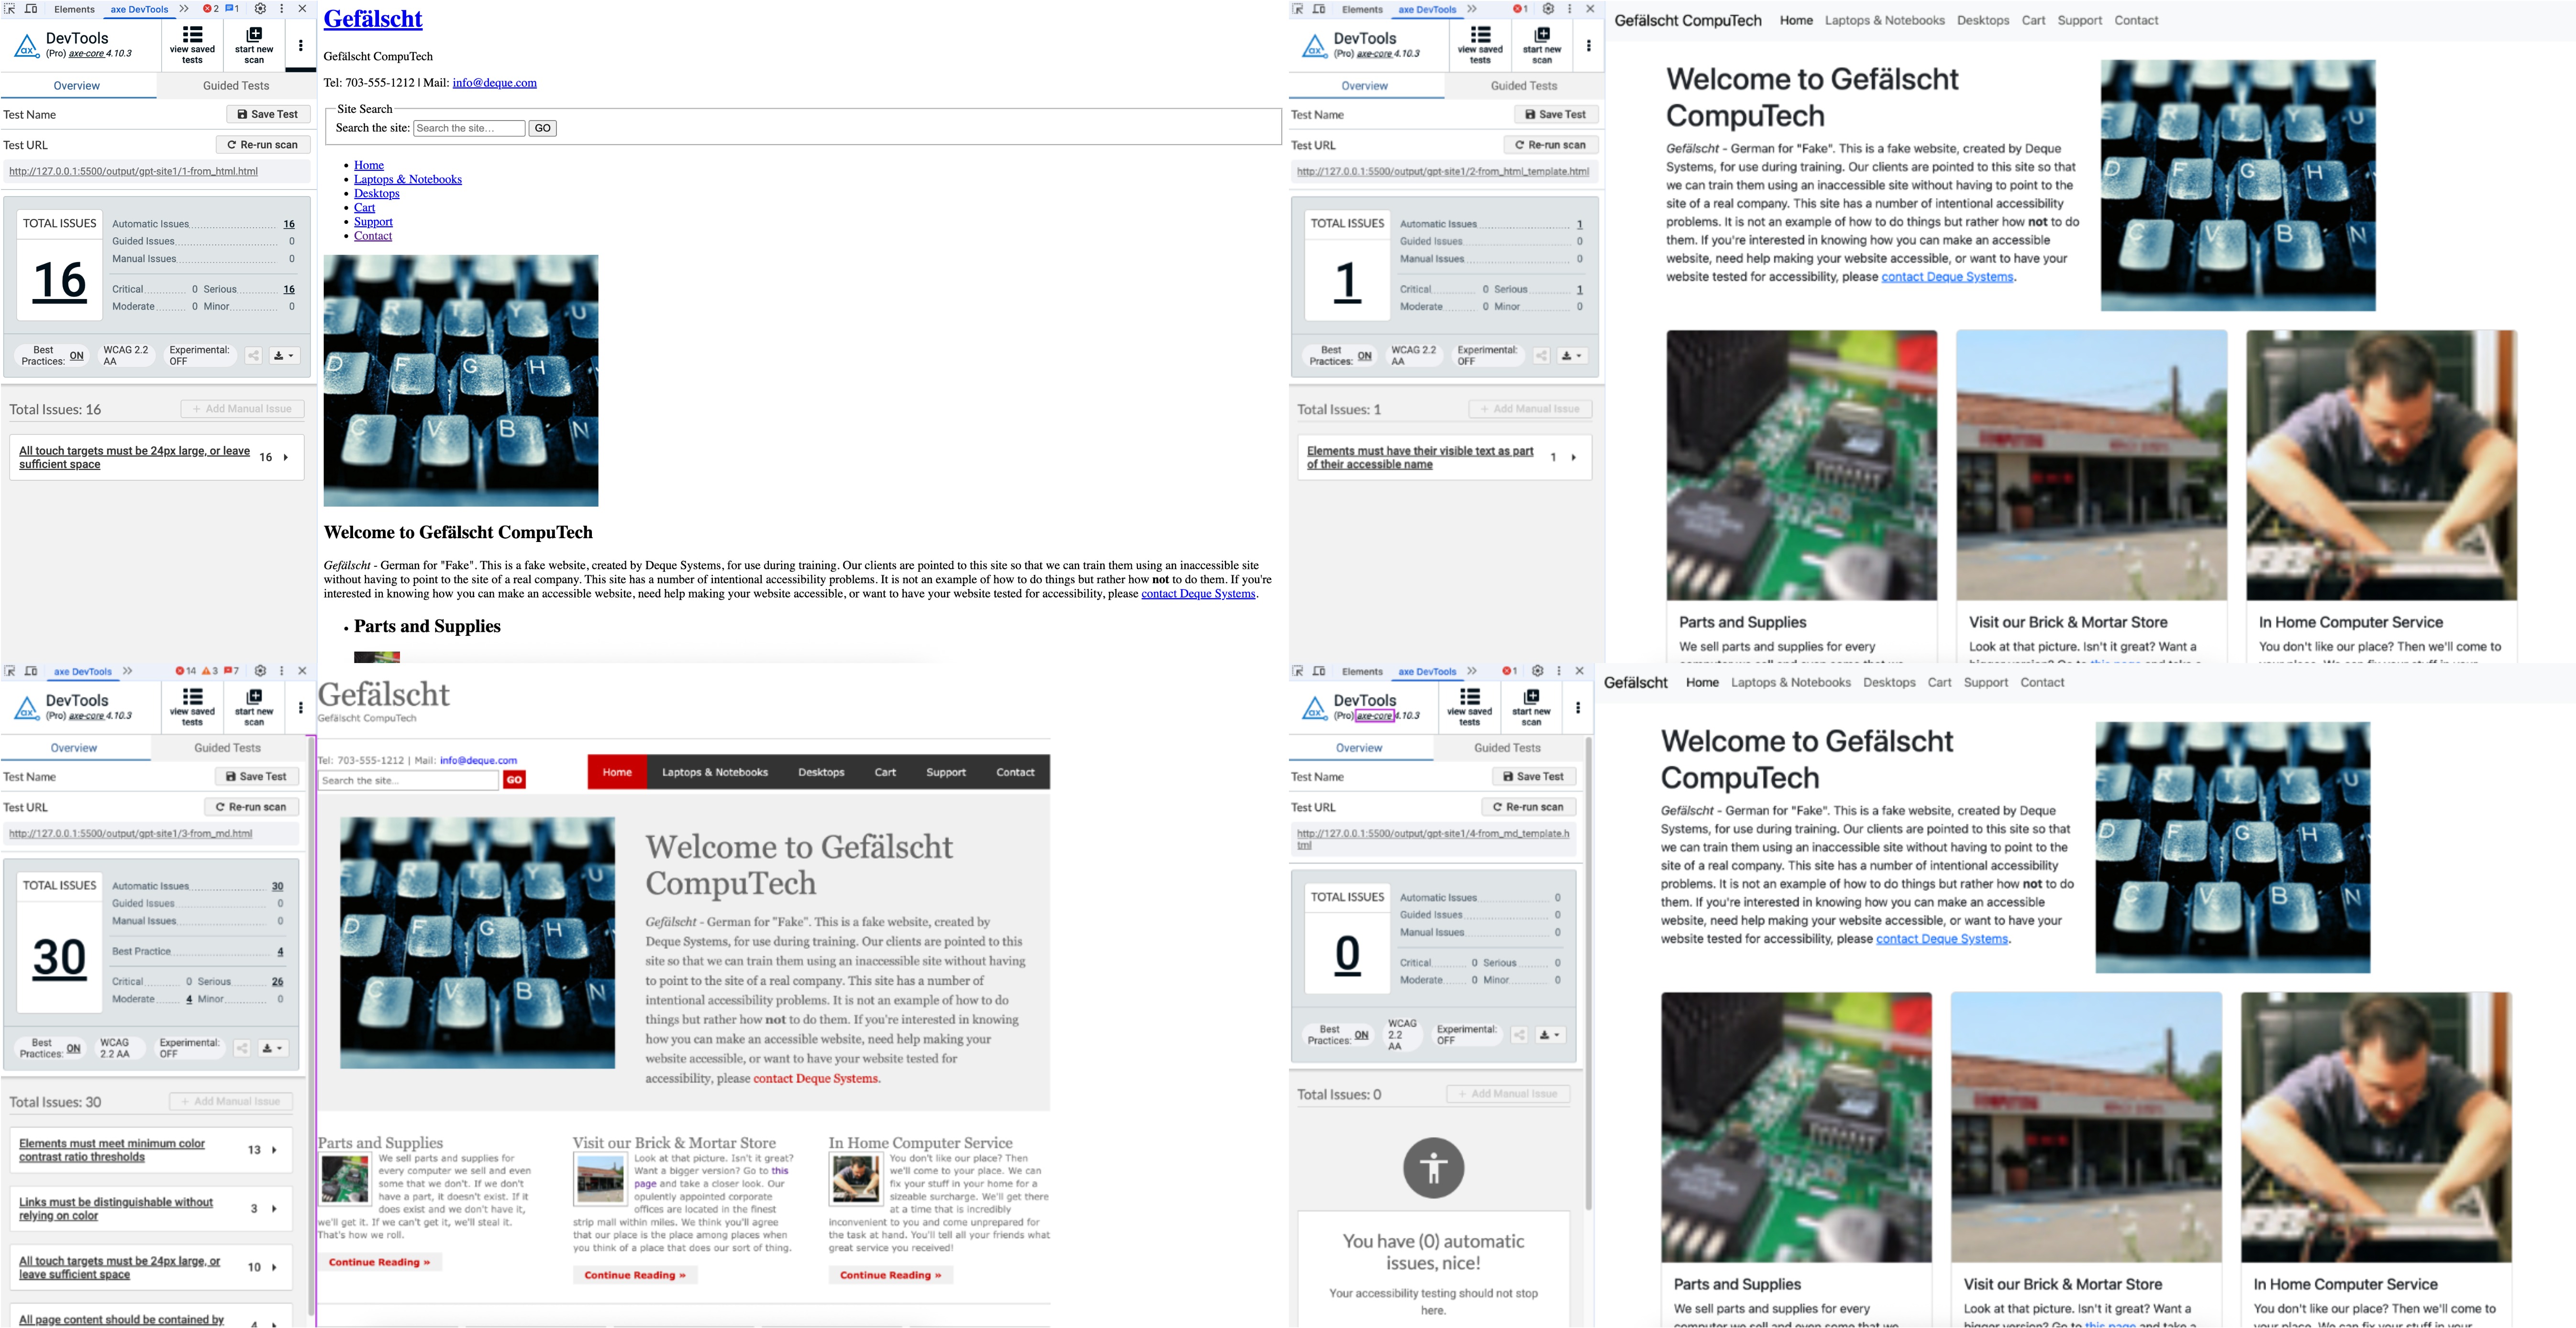 Elements
axe DevTools
2
1
DevTools
(Pro) axe-core 4.10.3
view saved tests
start new scan
Overview
Guided Tests
Test Name
Save Test
Test URL
Re-run scan
http://127.0.0.1:5500/output/gpt-site1/1-from_html.html
TOTAL ISSUES
16
Automatic Issues 16
Guided Issues 0
Manual Issues 0
Critical 0 Serious 16
Moderate 0 Minor 0
Best Practices: ON
WCAG 2.2 AA
Experimental: OFF
Total Issues: 16
+ Add Manual Issue
All touch targets must be 24px large, or leave
sufficient space
16
Gefälscht
Gefälscht CompuTech
Tel: 703-555-1212 | Mail: info@deque.com
Site Search
Search the site: Search the site... GO
Home
Laptops & Notebooks
Desktops
Cart
Support
Contact
R T Y U
D F G H
C V B N
Welcome to Gefälscht CompuTech
Gefälscht - German for "Fake". This is a fake website, created by Deque Systems, for use during training. Our clients are pointed to this site so that we can train them using an inaccessible site
without having to point to the site of a real company. This site has a number of intentional accessibility problems. It is not an example of how to do things but rather how not to do them. If you're
interested in knowing how you can make an accessible website, need help making your website accessible, or want to have your website tested for accessibility, please contact Deque Systems.
Parts and Supplies
Elements
axe DevTools
1
DevTools
(Pro) axe-core 4.10.3
view saved tests
start new scan
Overview
Guided Tests
Test Name
Save Test
Test URL
Re-run scan
http://127.0.0.1:5500/output/gpt-site1/2-from_html_template.html
TOTAL ISSUES
1
Automatic Issues 1
Guided Issues 0
Manual Issues 0
Critical 0 Serious 1
Moderate 0 Minor 0
Best Practices: ON
WCAG 2.2 AA
Experimental: OFF
Total Issues: 1
+ Add Manual Issue
Elements must have their visible text as part
of their accessible name
1
Gefälscht CompuTech Home Laptops & Notebooks Desktops Cart Support Contact
Welcome to Gefälscht
CompuTech
Gefälscht - German for "Fake". This is a fake website, created by Deque
Systems, for use during training. Our clients are pointed to this site so that
we can train them using an inaccessible site without having to point to the
site of a real company. This site has a number of intentional accessibility
problems. It is not an example of how to do things but rather how not to do
them. If you're interested in knowing how you can make an accessible
website, need help making your website accessible, or want to have your
website tested for accessibility, please contact Deque Systems.
R T Y U
D F G H
C V B N
Parts and Supplies
We sell parts and supplies for every
computer we sell and even some that we
Visit our Brick & Mortar Store
Look at that picture. Isn't it great? Want a
bigger version? Go to this page and take a
In Home Computer Service
You don't like our place? Then we'll come to
your place. We can fix your stuff in your
axe DevTools
14
3
7
DevTools
(Pro) axe-core 4.10.3
view saved tests
start new scan
Overview
Guided Tests
Test Name
Save Test
Test URL
Re-run scan
http://127.0.0.1:5500/output/gpt-site1/3-from_md.html
TOTAL ISSUES
30
Automatic Issues 30
Guided Issues 0
Manual Issues 0
Best Practice 4
Critical 0 Serious 26
Moderate 4 Minor 0
Best Practices: ON
WCAG 2.2 AA
Experimental: OFF
Total Issues: 30
+ Add Manual Issue
Elements must meet minimum color
contrast ratio thresholds
13
Links must be distinguishable without
relying on color
3
All touch targets must be 24px large, or
leave sufficient space
10
All page content should be contained by
4
Gefälscht
Gefälscht CompuTech
Tel: 703-555-1212 | Mail: info@deque.com
Search the site... GO
Home Laptops & Notebooks Desktops Cart Support Contact
R T Y U
D F G H
C V B N
Welcome to Gefälscht
CompuTech
Gefälscht - German for "Fake". This is a fake website, created by
Deque Systems, for use during training. Our clients are pointed to this
site so that we can train them using an inaccessible site without having
to point to the site of a real company. This site has a number of
intentional accessibility problems. It is not an example of how to do
things but rather how not to do them. If you're interested in knowing
how you can make an accessible website, need help making your
website accessible, or want to have your website tested for
accessibility, please contact Deque Systems.
Parts and Supplies
We sell parts and supplies for
every computer we sell and even
some that we don't. If we don't
have a part, it doesn't exist. If it
does exist and we don't have it,
we'll get it. If we can't get it, we'll steal it.
That's how we roll.
Continue Reading »
Visit our Brick & Mortar Store
Look at that picture. Isn't it great?
Want a bigger version? Go to this
page and take a closer look. Our
opulently appointed corporate
offices are located in the finest
strip mall within miles. We think you'll agree
that our place is the place among places when
you think of a place that does our sort of thing.
Continue Reading »
In Home Computer Service
You don't like our place? Then
we'll come to your place. We can
fix your stuff in your home for a
sizeable surcharge. We'll get there
at a time that is incredibly
inconvenient to you and come unprepared for
the task at hand. You'll tell all your friends what
great service you received!
Continue Reading »
Elements
axe DevTools
1
DevTools
(Pro) axe-core 4.10.3
view saved tests
start new scan
Overview
Guided Tests
Test Name
Save Test
Test URL
Re-run scan
http://127.0.0.1:5500/output/gpt-site1/4-from_md_template.h
tml
TOTAL ISSUES
0
Automatic Issues 0
Guided Issues 0
Manual Issues 0
Critical 0 Serious 0
Moderate 0 Minor 0
Best Practices: ON
WCAG 2.2 AA
Experimental: OFF
Total Issues: 0
+ Add Manual Issue
You have (0) automatic
issues, nice!
Your accessibility testing should not stop
here.
Gefälscht Home Laptops & Notebooks Desktops Cart Support Contact
Welcome to Gefälscht
CompuTech
Gefälscht - German for "Fake". This is a fake website, created by Deque
Systems, for use during training. Our clients are pointed to this site so that
we can train them using an inaccessible site without having to point to the
site of a real company. This site has a number of intentional accessibility
problems. It is not an example of how to do things but rather how not to do
them. If you're interested in knowing how you can make an accessible
website, need help making your website accessible, or want to have your
website tested for accessibility, please contact Deque Systems.
R T Y U
D F G H
C V B N
Parts and Supplies
We sell parts and supplies for every
computer we sell and even some that we
Visit our Brick & Mortar Store
Look at that picture. Isn't it great? Want a
bigger version? Go to this page and take a
In Home Computer Service
You don't like our place? Then we'll come to
your place. We can fix your stuff in your